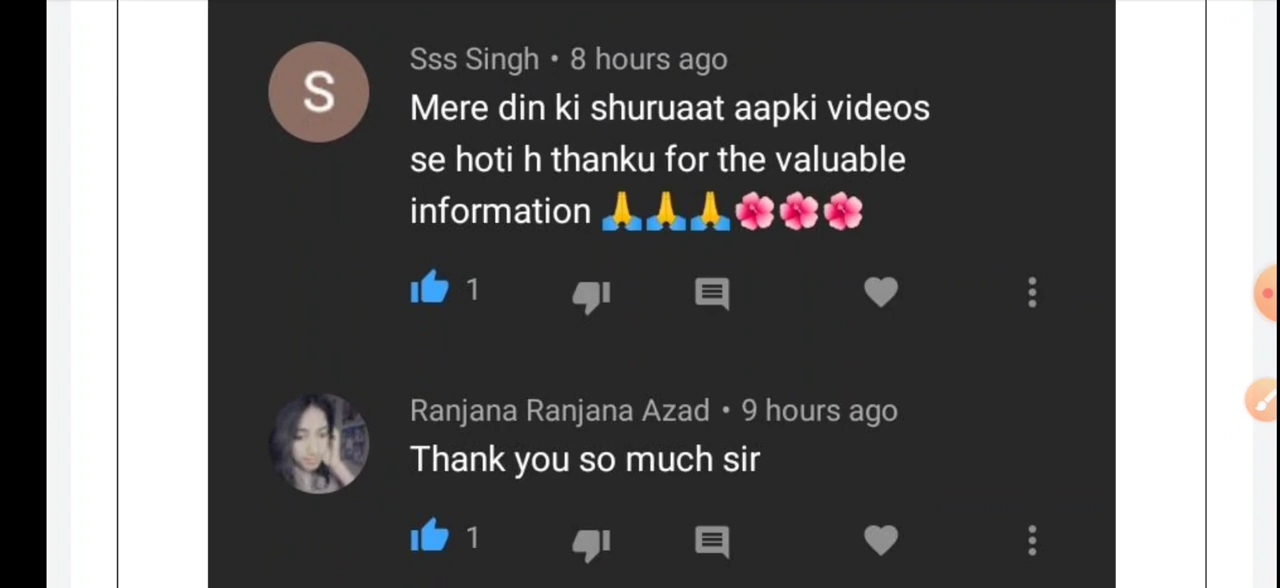 S
Sss Singh • 8 hours ago
Mere din ki shuruaat aapki videos
se hoti h thanku for the valuable
information 🙏🙏🙏🌺🌺🌺
1
Ranjana Ranjana Azad • 9 hours ago
Thank you so much sir
1